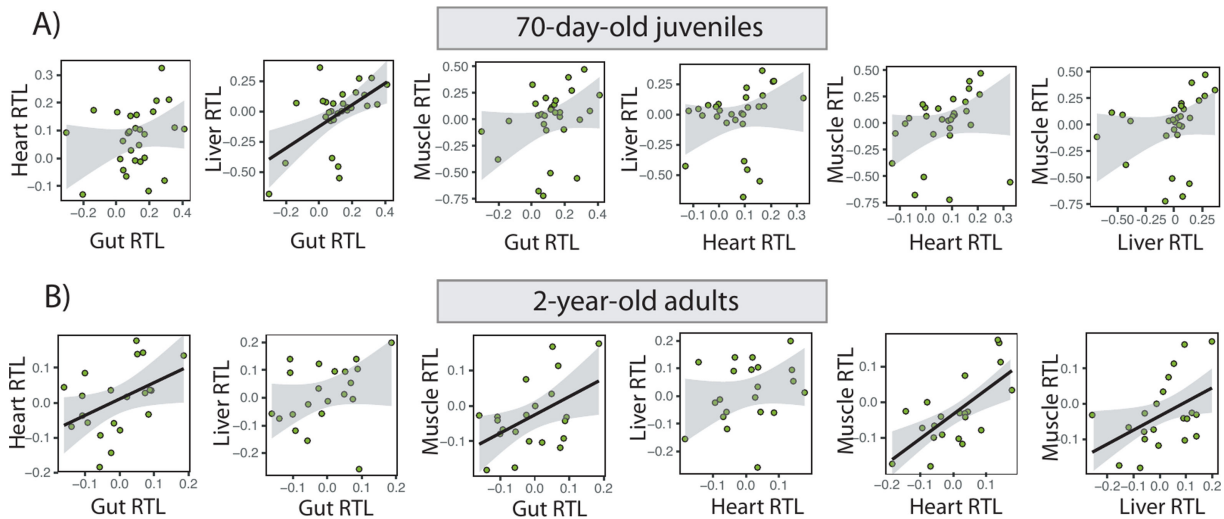 A)
70-day-old juveniles
Heart RTL
0.3
0.2
0.1
0.0
−0.1
−0.2 0.0 0.2 0.4
Gut RTL
Liver RTL
0.25
0.00
−0.25
−0.50
−0.2 0.0 0.2 0.4
Gut RTL
Muscle RTL
0.50
0.25
0.00
−0.25
−0.50
−0.75
−0.2 0.0 0.2 0.4
Gut RTL
Liver RTL
0.25
0.00
−0.25
−0.50
−0.1 0.0 0.1 0.2 0.3
Heart RTL
Muscle RTL
0.50
0.25
0.00
−0.25
−0.50
−0.75
−0.1 0.0 0.1 0.2 0.3
Heart RTL
Muscle RTL
0.50
0.25
0.00
−0.25
−0.50
−0.75
−0.50 −0.25 0.00 0.25
Liver RTL
B)
2-year-old adults
Heart RTL
0.1
0.0
−0.1
−0.2
−0.1 0.0 0.1 0.2
Gut RTL
Liver RTL
0.2
0.1
0.0
−0.1
−0.2
−0.1 0.0 0.1 0.2
Gut RTL
Muscle RTL
0.1
0.0
−0.1
−0.1 0.0 0.1 0.2
Gut RTL
Liver RTL
0.2
0.1
0.0
−0.1
−0.2
−0.1 0.0 0.1
Heart RTL
Muscle RTL
0.1
0.0
−0.1
−0.2 −0.1 0.0 0.1
Heart RTL
Muscle RTL
0.1
0.0
−0.1
−0.2 −0.1 0.0 0.1 0.2
Liver RTL